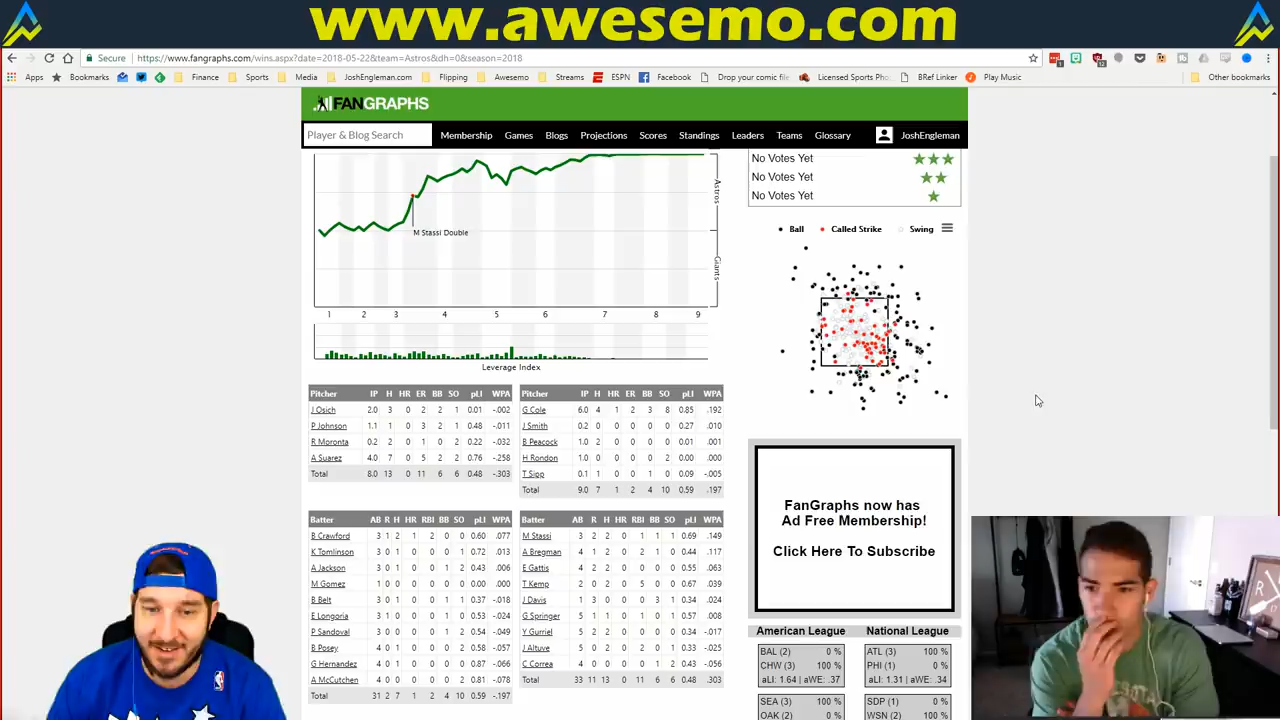 www.awesemo.com
Secure https://www.fangraphs.com/wins.aspx?date=2018-05-22&team=Astros&dh=0&season=2018
Apps Bookmarks Finance Sports Media JoshEngleman.com Flipping Awesemo Streams ESPN Facebook Drop your comic file Licensed Sports Pho BRef Linker Play Music Other bookmarks
FANGRAPHS
Player & Blog Search Membership Games Blogs Projections Scores Standings Leaders Teams Glossary JoshEngleman
No Votes Yet
No Votes Yet
No Votes Yet
Astros
Giants
M Stassi Double
1 2 3 4 5 6 7 8 9
Leverage Index
Ball Called Strike Swing
Pitcher IP H HR ER BB SO pLI WPA
J Osich 2.0 3 0 2 2 1 0.01 -.002
P Johnson 1.1 1 0 3 2 1 0.48 -.011
R Moronta 0.2 2 0 1 0 2 0.22 -.032
A Suarez 4.0 7 0 5 2 2 0.76 -.258
Total 8.0 13 0 11 6 6 0.48 -.303
Pitcher IP H HR ER BB SO pLI WPA
G Cole 6.0 4 1 2 3 8 0.85 .192
J Smith 0.2 0 0 0 0 0 0.27 .010
B Peacock 1.0 2 0 0 0 1 0.01 .001
H Rondon 1.0 0 0 0 0 2 0.00 .000
T Sipp 0.1 1 0 0 1 0 0.09 -.005
Total 9.0 7 1 2 4 10 0.59 .197
Batter AB R H HR RBI BB SO pLI WPA
B Crawford 3 1 2 1 2 0 0 0.60 .077
K Tomlinson 3 0 1 0 0 1 2 0.72 .013
A Jackson 3 0 2 0 0 1 2 0.43 .006
M Gomez 1 0 0 0 0 0 0 0.00 .000
B Belt 3 0 1 0 0 1 0 0.37 -.018
E Longoria 3 0 0 0 0 1 0 0.53 -.024
P Sandoval 4 0 0 0 0 0 2 0.54 -.049
B Posey 4 1 1 0 0 0 2 0.58 -.057
G Hernandez 4 0 0 0 0 0 1 0.87 -.066
A McCutchen 4 0 0 0 0 0 2 0.51 -.080
Total 31 2 7 1 2 4 10 0.59 -.197
Batter AB R H HR RBI BB SO pLI WPA
M Stassi 3 2 2 0 1 1 1 0.69 .149
A Bregman 4 1 2 0 2 1 0 0.44 .117
E Gattis 4 2 2 0 0 1 1 0.55 .063
T Kemp 2 0 2 0 5 0 0 0.67 .039
J Davis 1 3 0 0 0 3 1 0.34 .024
G Springer 5 1 1 0 1 0 1 0.57 .008
Y Gurriel 5 2 2 0 0 0 0 0.34 -.017
J Altuve 5 0 2 0 1 0 0 0.33 -.025
C Correa 4 0 0 0 1 0 2 0.43 -.056
Total 33 11 13 0 11 6 6 0.48 .303
FanGraphs now has
Ad Free Membership!
Click Here To Subscribe
American League National League
BAL (2) 0 %
CHW (3) 100 %
aLI: 1.64 | aWE: .37
ATL (3) 100 %
PHI (1) 0 %
aLI: 1.31 | aWE: .34
SEA (3) 100 %
OAK (2) 0 %
SDP (1) 0 %
WSN (2) 100 %